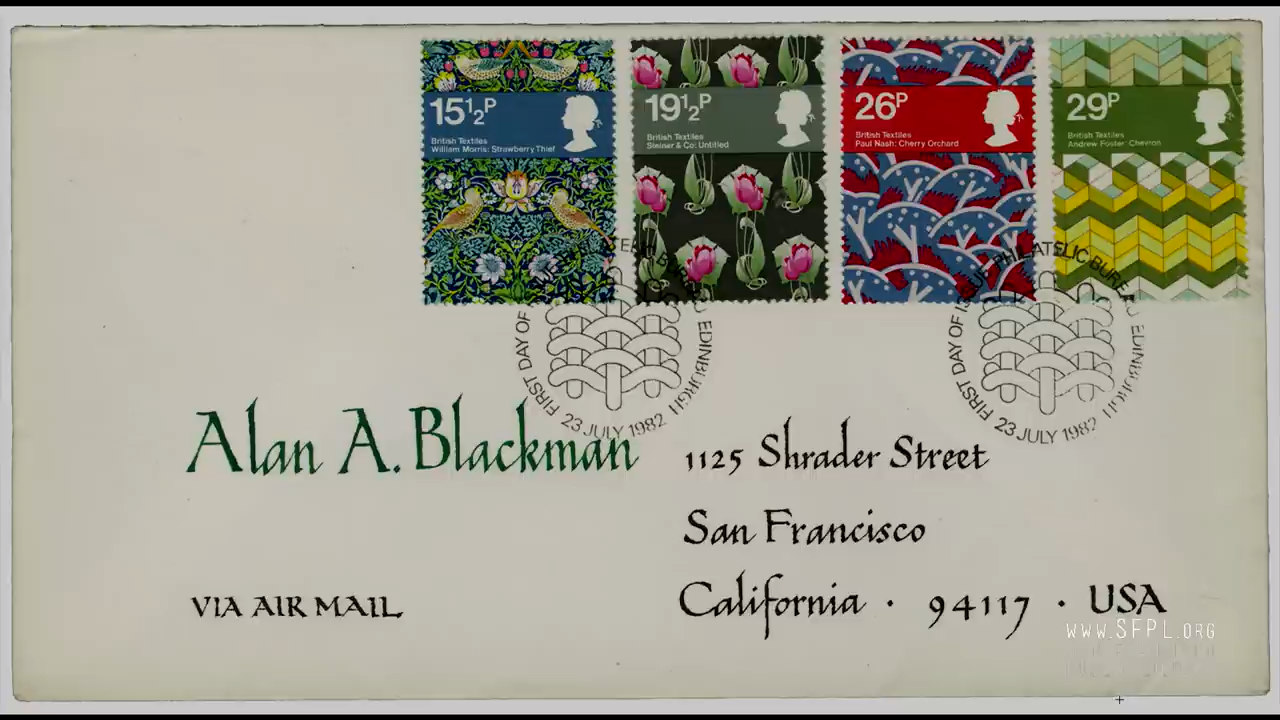 15½P
British Textiles
William Morris: Strawberry Thief
19½P
British Textiles
Steiner & Co: Untitled
26P
British Textiles
Paul Nash: Cherry Orchard
29P
British Textiles
Andrew Foster Chevron
FIRST DAY OF ISSUE PHILATELIC BUREAU EDINBURGH
23 JULY 1982
FIRST DAY OF ISSUE PHILATELIC BUREAU EDINBURGH
23 JULY 1982
Alan A. Blackman 1125 Shrader Street
San Francisco
VIA AIR MAIL California · 94117 · USA
WWW.SFPL.ORG